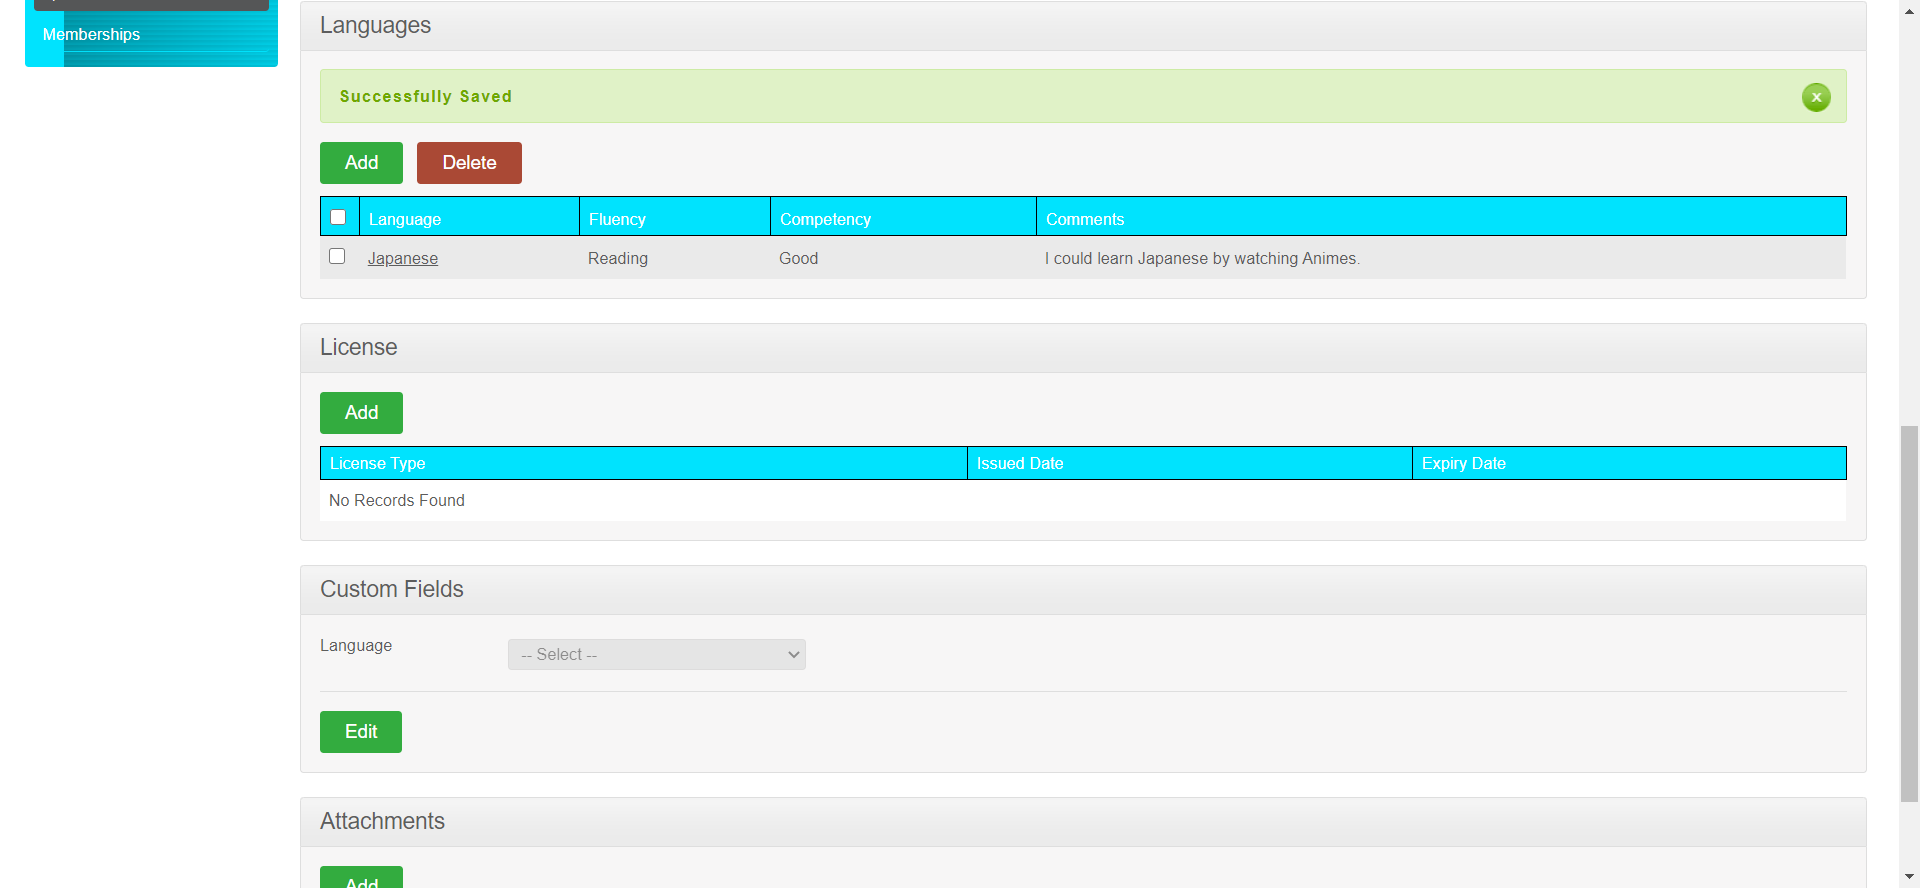 Memberships
Languages
Successfully Saved
x
Add Delete
Language Fluency Competency Comments
Japanese Reading Good I could learn Japanese by watching Animes.
License
Add
License Type Issued Date Expiry Date
No Records Found
Custom Fields
Language -- Select --
Edit
Attachments
Add